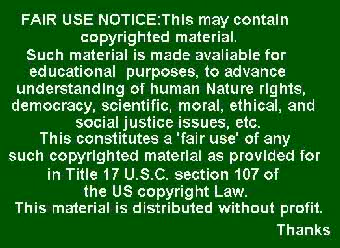 FAIR USE NOTICE:This may contain
copyrighted material.
Such material is made avaliable for
educational purposes, to advance
understanding of human Nature rights,
democracy, scientific, moral, ethical, and
social justice issues, etc.
This constitutes a 'fair use' of any
such copyrighted material as provided for
in Title 17 U.S.C. section 107 of
the US copyright Law.
This material is distributed without profit.
Thanks